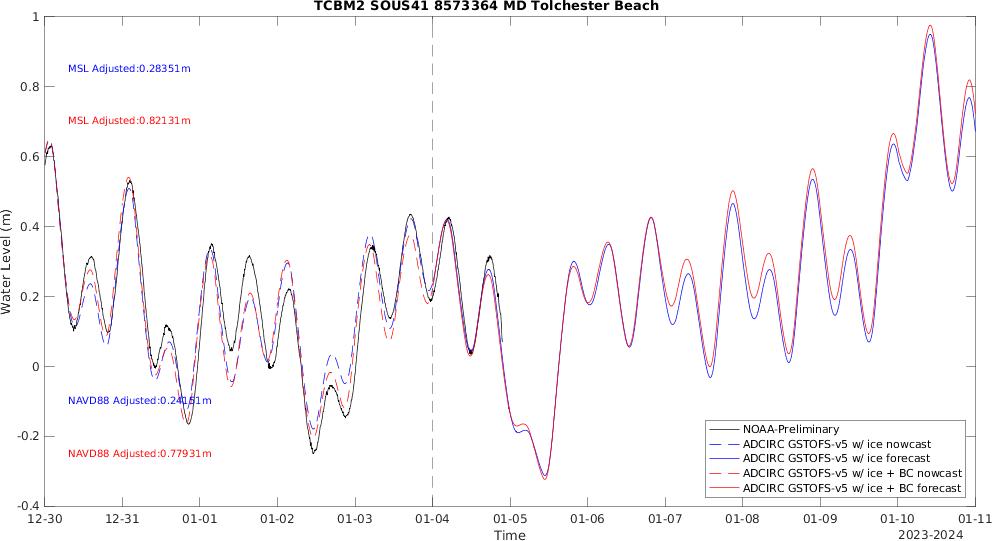 TCBM2 SOUS41 8573364 MD Tolchester Beach
Water Level (m)
1
0.8
0.6
0.4
0.2
0
-0.2
-0.4
MSL Adjusted:0.28351m
MSL Adjusted:0.82131m
NAVD88 Adjusted:0.24151m
NAVD88 Adjusted:0.77931m
NOAA-Preliminary
ADCIRC GSTOFS-v5 w/ ice nowcast
ADCIRC GSTOFS-v5 w/ ice forecast
ADCIRC GSTOFS-v5 w/ ice + BC nowcast
ADCIRC GSTOFS-v5 w/ ice + BC forecast
12-30 12-31 01-01 01-02 01-03 01-04 01-05 01-06 01-07 01-08 01-09 01-10 01-11
Time
2023-2024